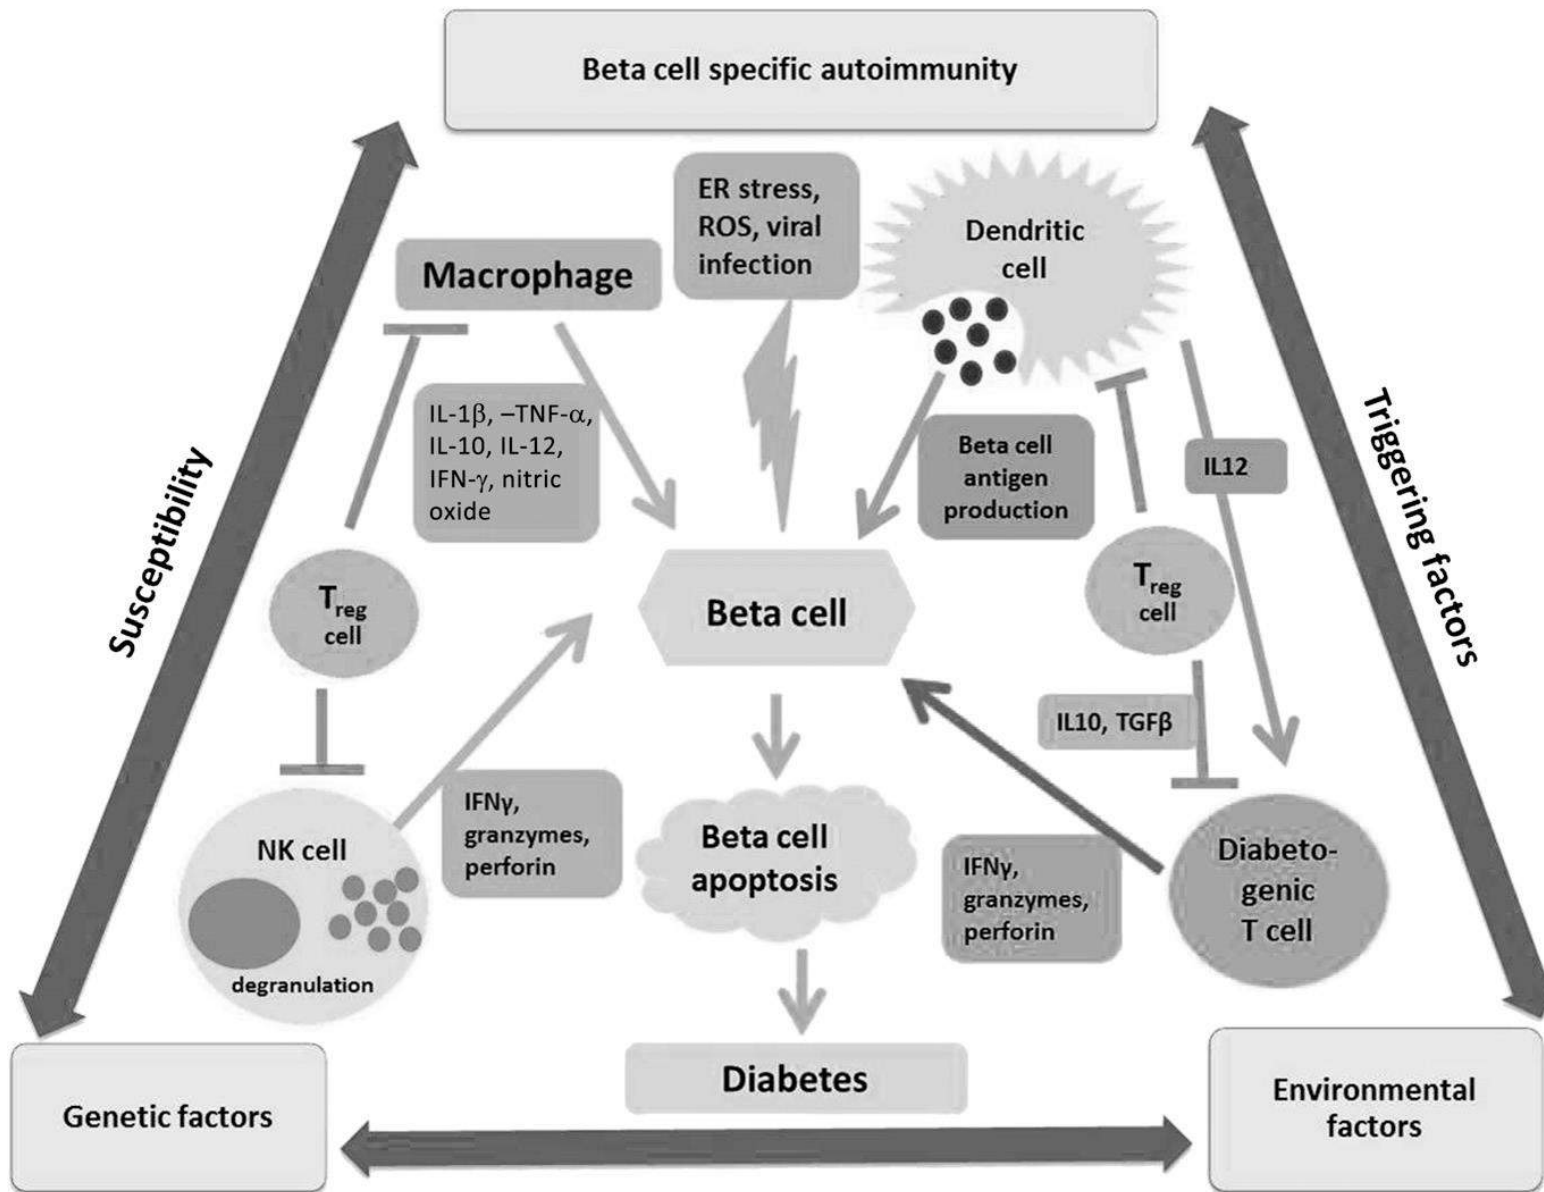 Beta cell specific autoimmunity
ER stress,
ROS, viral
infection
Dendritic
cell
Macrophage
IL-1β, –TNF-α,
IL-10, IL-12,
IFN-γ, nitric
oxide
Beta cell
antigen
production
IL12
Susceptibility
Triggering factors
Treg
cell
Beta cell
Treg
cell
IL10, TGFβ
NK cell
degranulation
IFNγ,
granzymes,
perforin
Beta cell
apoptosis
IFNγ,
granzymes,
perforin
Diabeto-
genic
T cell
Genetic factors
Diabetes
Environmental
factors